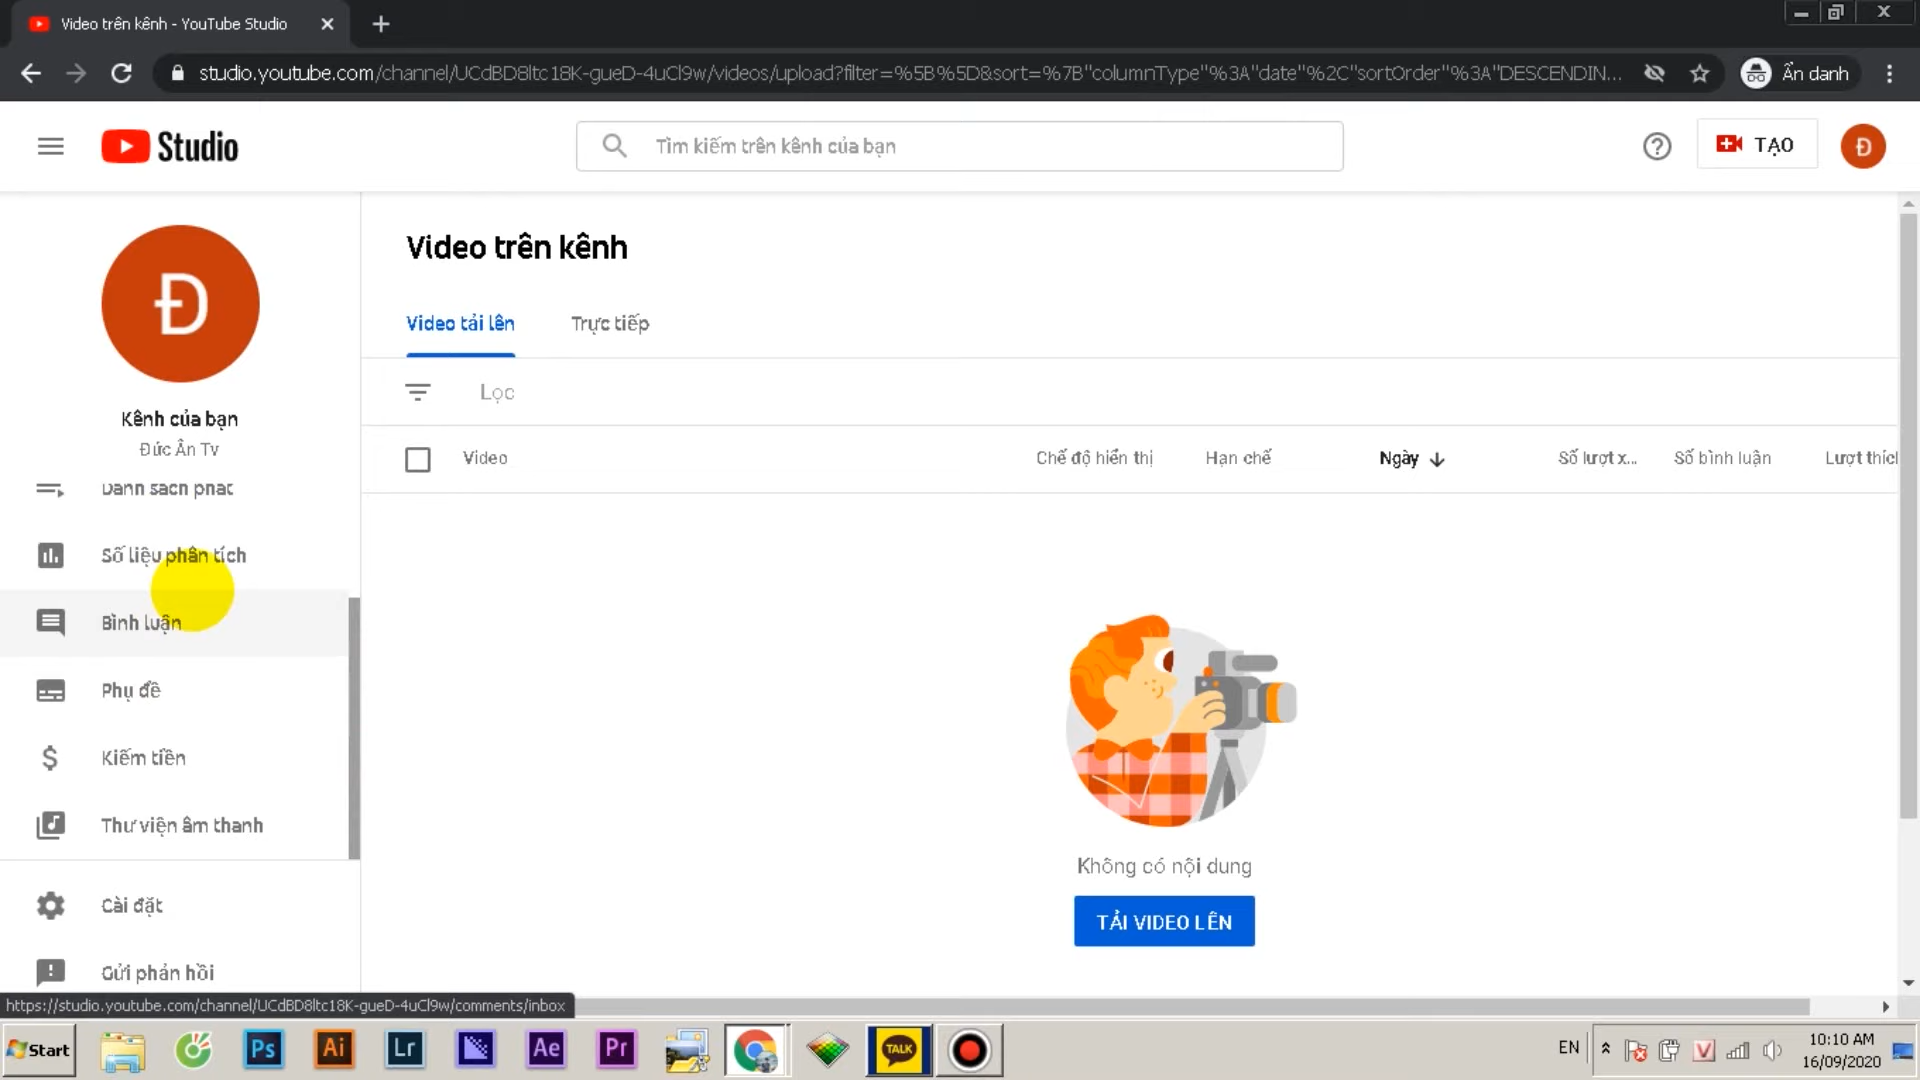 Video trên kênh - YouTube Studio
studio.youtube.com/channel/UCdBD8ltc18K-gueD-4uCl9w/videos/upload?filter=%5B%5D&sort=%7B"columnType"%3A"date"%2C"sortOrder"%3A"DESCENDIN...
Ẩn danh
Studio
Tìm kiếm trên kênh của bạn
TẠO
Đ
Đ
Kênh của bạn
Đức Ân Tv
Danh sách phát
Số liệu phân tích
Bình luận
Phụ đề
Kiếm tiền
Thư viện âm thanh
Cài đặt
Gửi phản hồi
Video trên kênh
Video tải lên
Trực tiếp
Lọc
Video
Chế độ hiển thị
Hạn chế
Ngày
Số lượt x...
Số bình luận
Lượt thích
Không có nội dung
TẢI VIDEO LÊN
https://studio.youtube.com/channel/UCdBD8ltc18K-gueD-4uCl9w/comments/inbox
Start
Ps
Ai
Lr
Ae
Pr
TALK
EN
V
10:10 AM
16/09/2020